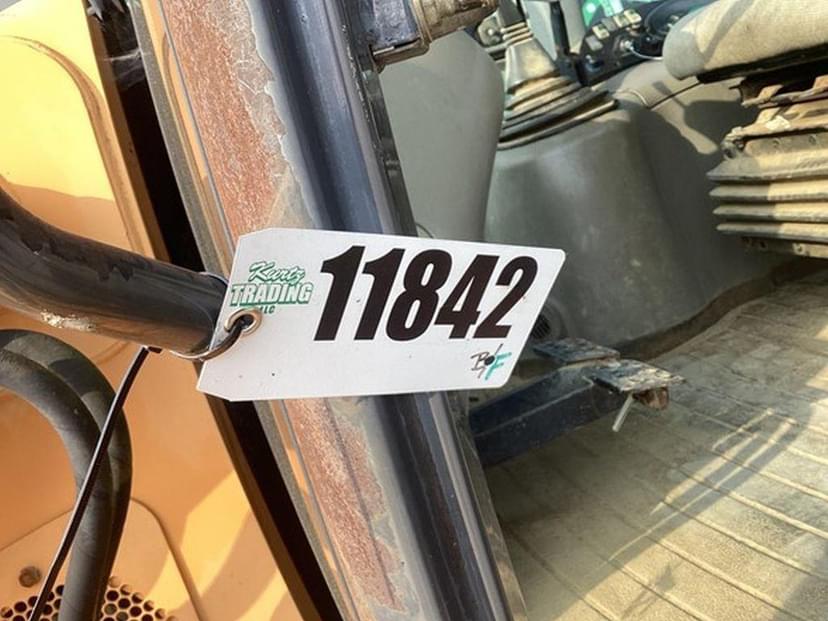 Kurtz
TRADING
LLC
11842